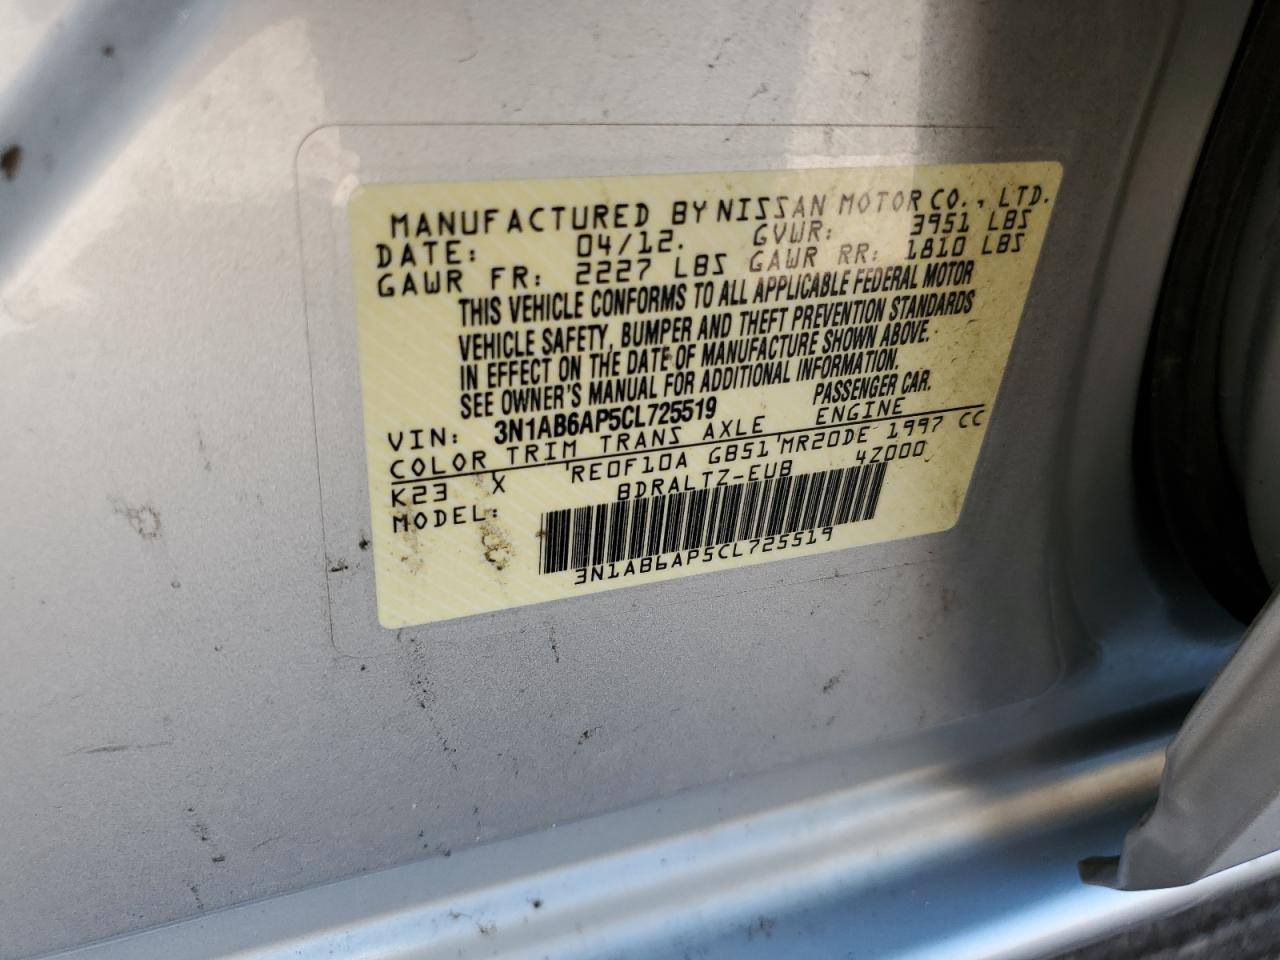 MANUFACTURED BY NISSAN MOTOR CO., LTD.
DATE: 04/12. GVWR: 3951 LBS
GAWR FR: 2227 LBS GAWR RR: 1810 LBS
THIS VEHICLE CONFORMS TO ALL APPLICABLE FEDERAL MOTOR
VEHICLE SAFETY, BUMPER AND THEFT PREVENTION STANDARDS
IN EFFECT ON THE DATE OF MANUFACTURE SHOWN ABOVE.
SEE OWNER'S MANUAL FOR ADDITIONAL INFORMATION.
VIN: 3N1AB6AP5CL725519 PASSENGER CAR.
COLOR TRIM TRANS AXLE ENGINE
K23 X RE0F10A GB51 MR20DE 1997 CC
MODEL: BDRALTZ-EUB 4Z000
3N1AB6AP5CL725519